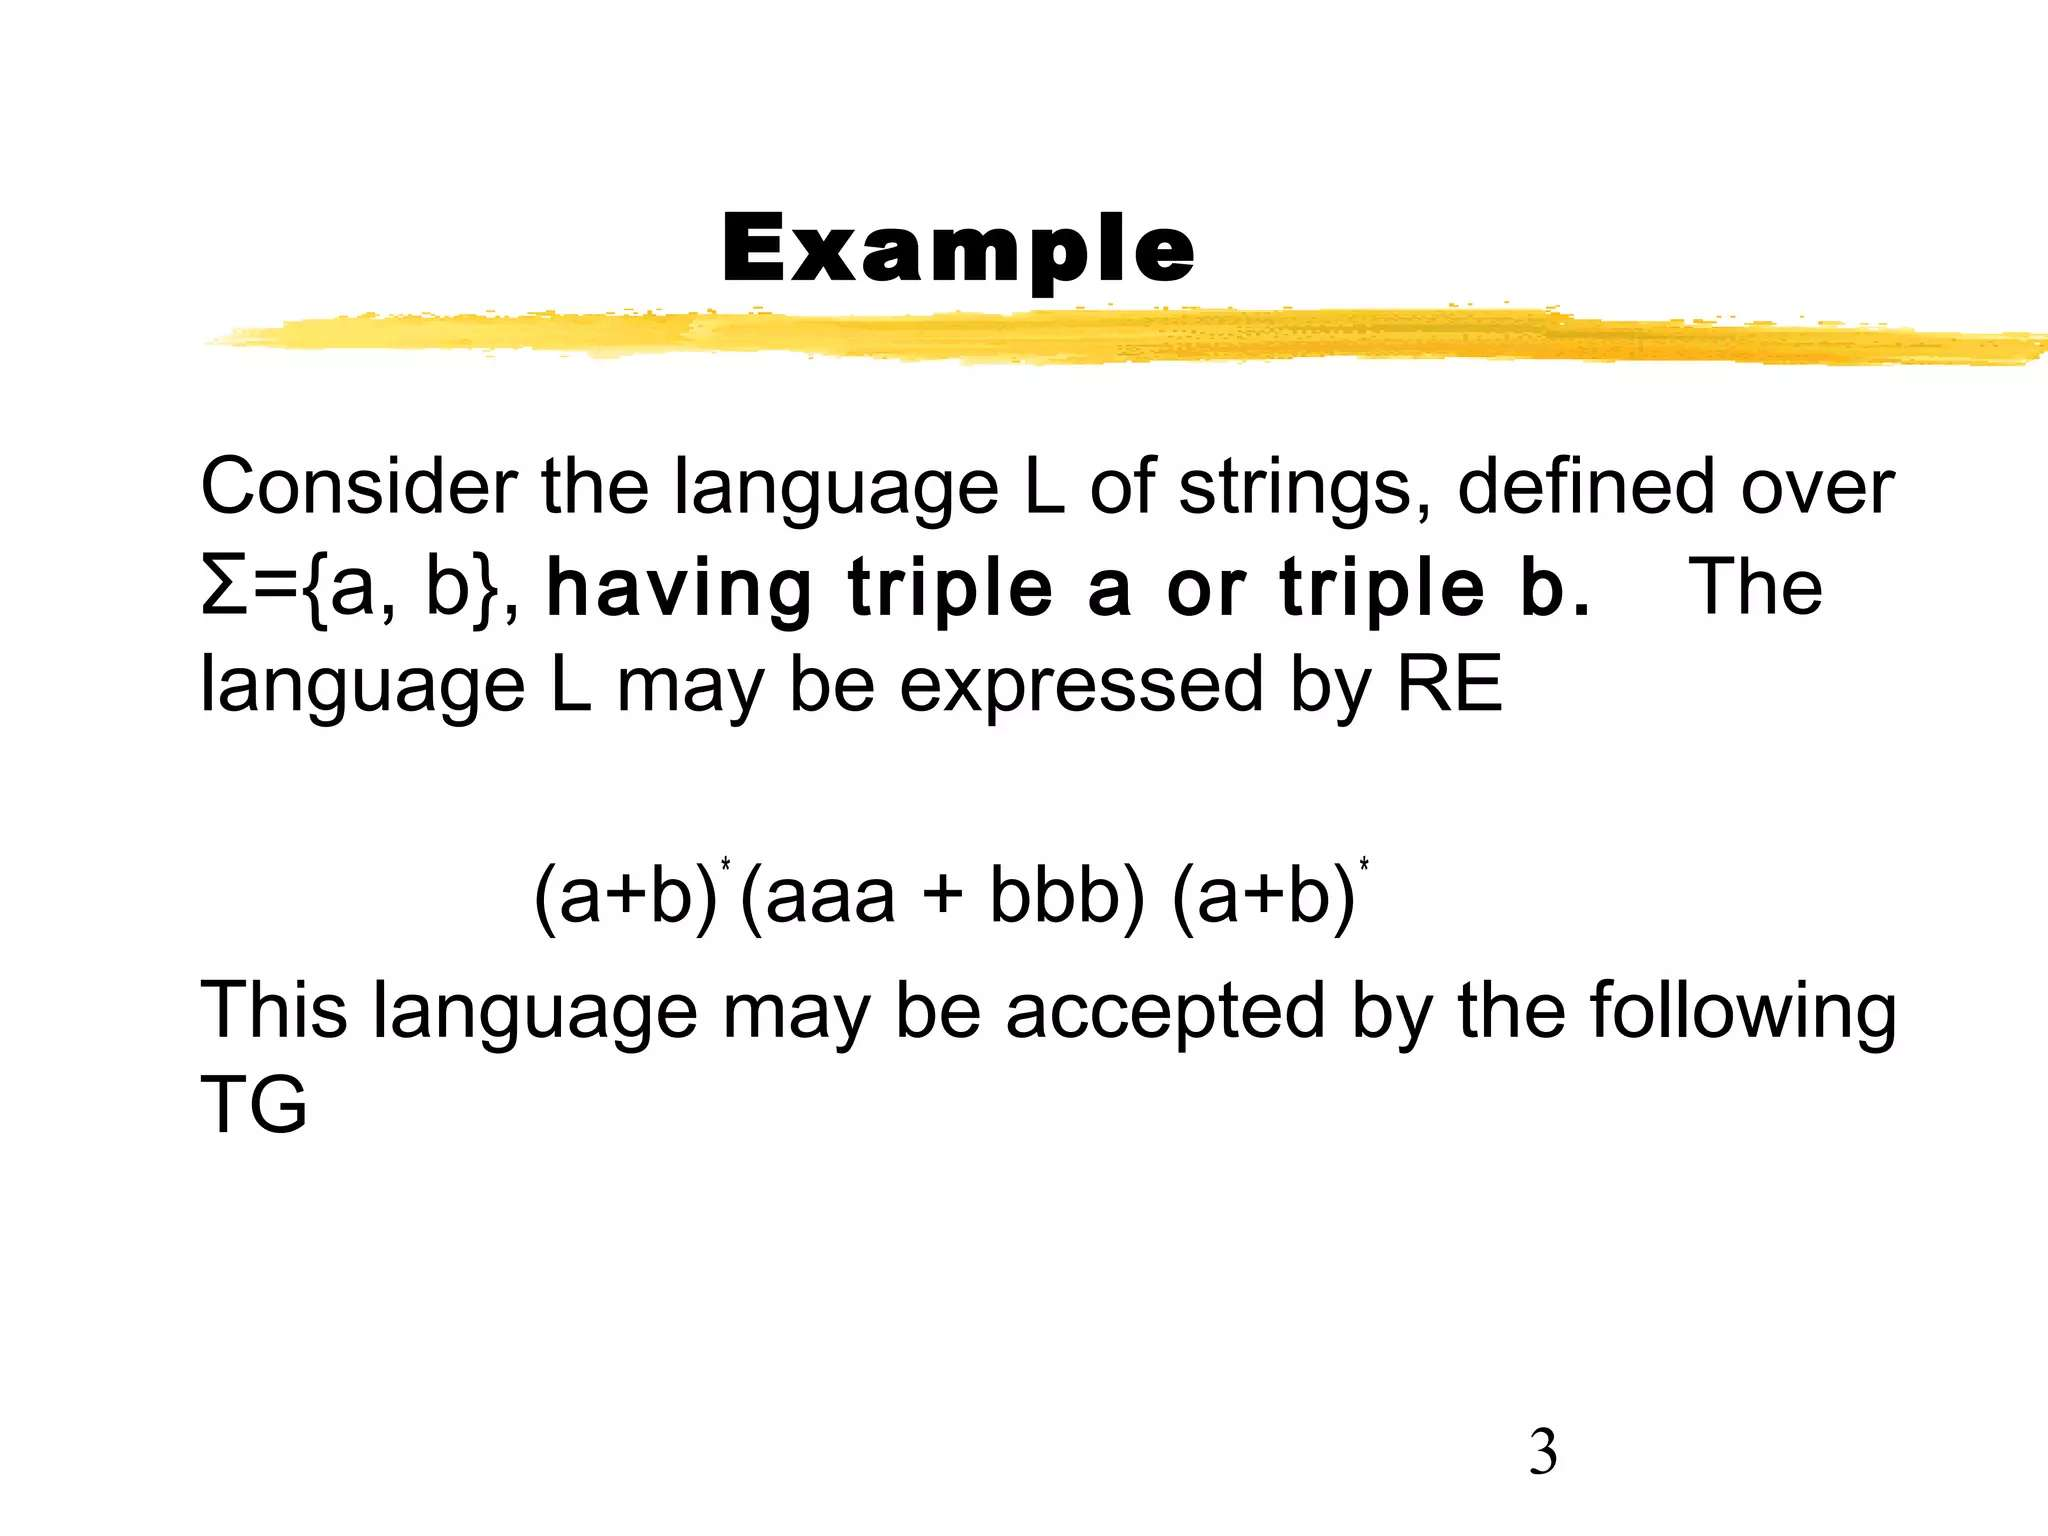 Example
Consider the language L of strings, defined over
Σ={a, b}, having triple a or triple b. The
language L may be expressed by RE
(a+b)*(aaa + bbb) (a+b)*
This language may be accepted by the following
TG
3